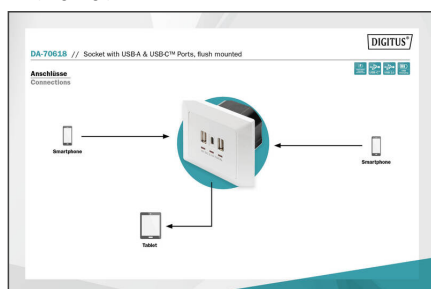 DIGITUS®
DA-70618 // Socket with USB-A & USB-C™ Ports, flush mounted
Anschlüsse
Connections
Smartphone
Smartphone
Tablet